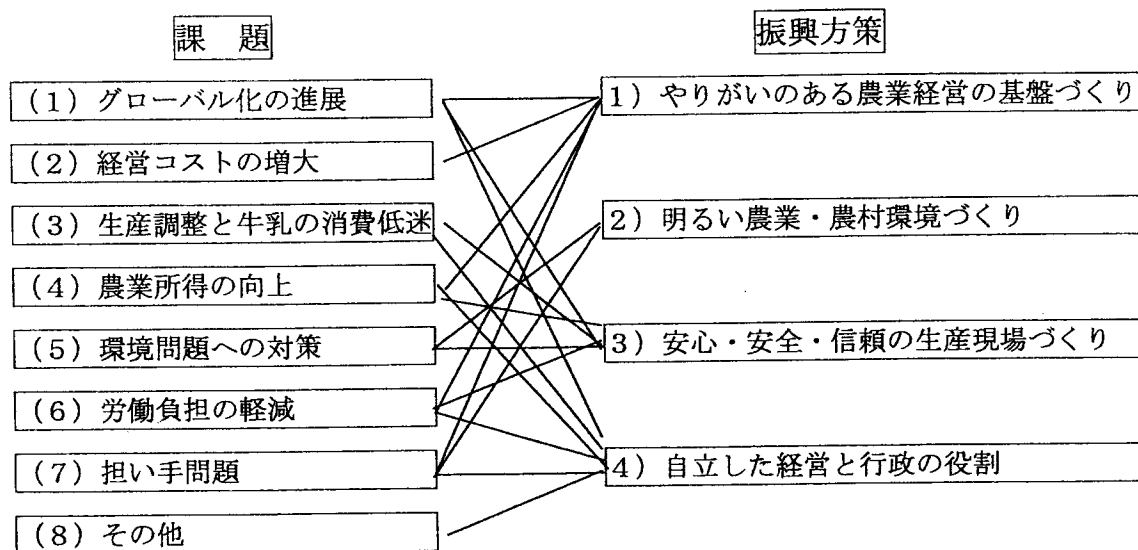 課　題
(1) グローバル化の進展
(2) 経営コストの増大
(3) 生産調整と牛乳の消費低迷
(4) 農業所得の向上
(5) 環境問題への対策
(6) 労働負担の軽減
(7) 担い手問題
(8) その他
振興方策
1) やりがいのある農業経営の基盤づくり
2) 明るい農業・農村環境づくり
3) 安心・安全・信頼の生産現場づくり
4) 自立した経営と行政の役割